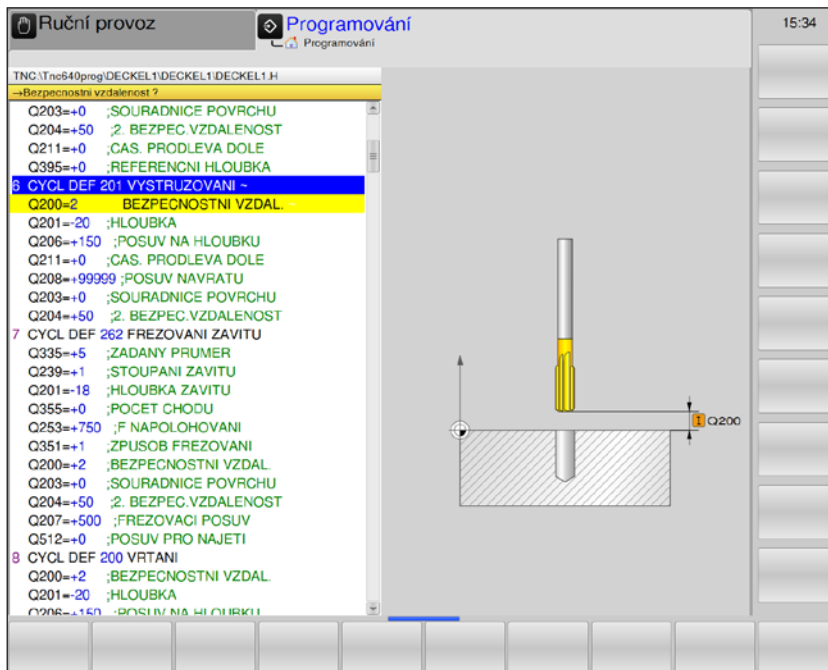 Ruční provoz
Programování
Programování
15:34
TNC:\Tnc640prog\DECKEL1\DECKEL1\DECKEL1.H
→Bezpecnostni vzdalenost ?
Q203=+0 ;SOURADNICE POVRCHU
Q204=+50 ;2. BEZPEC.VZDALENOST
Q211=+0 ;CAS. PRODLEVA DOLE
Q395=+0 ;REFERENCNI HLOUBKA
6 CYCL DEF 201 VYSTRUZOVANI ~
Q200=2 BEZPECNOSTNI VZDAL. ~
Q201=-20 ;HLOUBKA
Q206=+150 ;POSUV NA HLOUBKU
Q211=+0 ;CAS. PRODLEVA DOLE
Q208=+99999 ;POSUV NAVRATU
Q203=+0 ;SOURADNICE POVRCHU
Q204=+50 ;2. BEZPEC.VZDALENOST
7 CYCL DEF 262 FREZOVANI ZAVITU
Q335=+5 ;ZADANY PRUMER
Q239=+1 ;STOUPANI ZAVITU
Q201=-18 ;HLOUBKA ZAVITU
Q355=+0 ;POCET CHODU
Q253=+750 ;F NAPOLOHOVANI
Q351=+1 ;ZPUSOB FREZOVANI
Q200=+2 ;BEZPECNOSTNI VZDAL.
Q203=+0 ;SOURADNICE POVRCHU
Q204=+50 ;2. BEZPEC.VZDALENOST
Q207=+500 ;FREZOVACI POSUV
Q512=+0 ;POSUV PRO NAJETI
8 CYCL DEF 200 VRTANI
Q200=+2 ;BEZPECNOSTNI VZDAL.
Q201=-20 ;HLOUBKA
Q206=+150 ;POSUV NA HLOUBKU
Q200